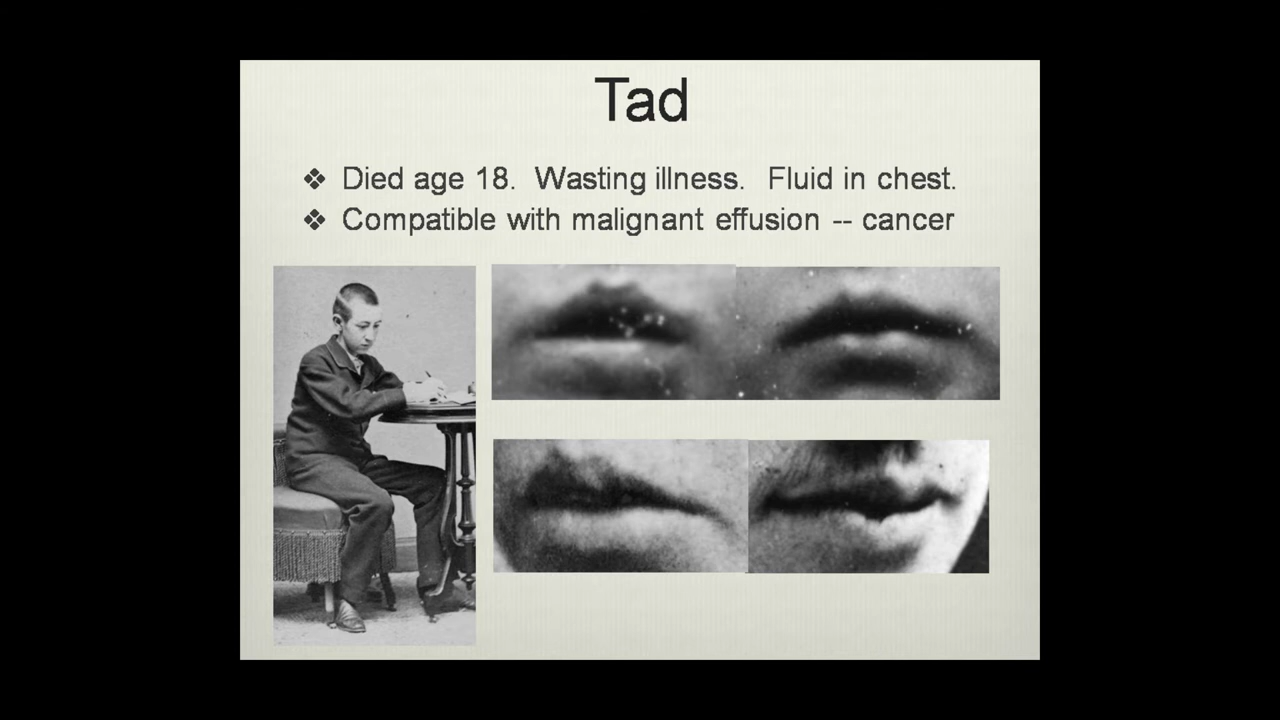 Tad
❖ Died age 18. Wasting illness. Fluid in chest.
❖ Compatible with malignant effusion -- cancer